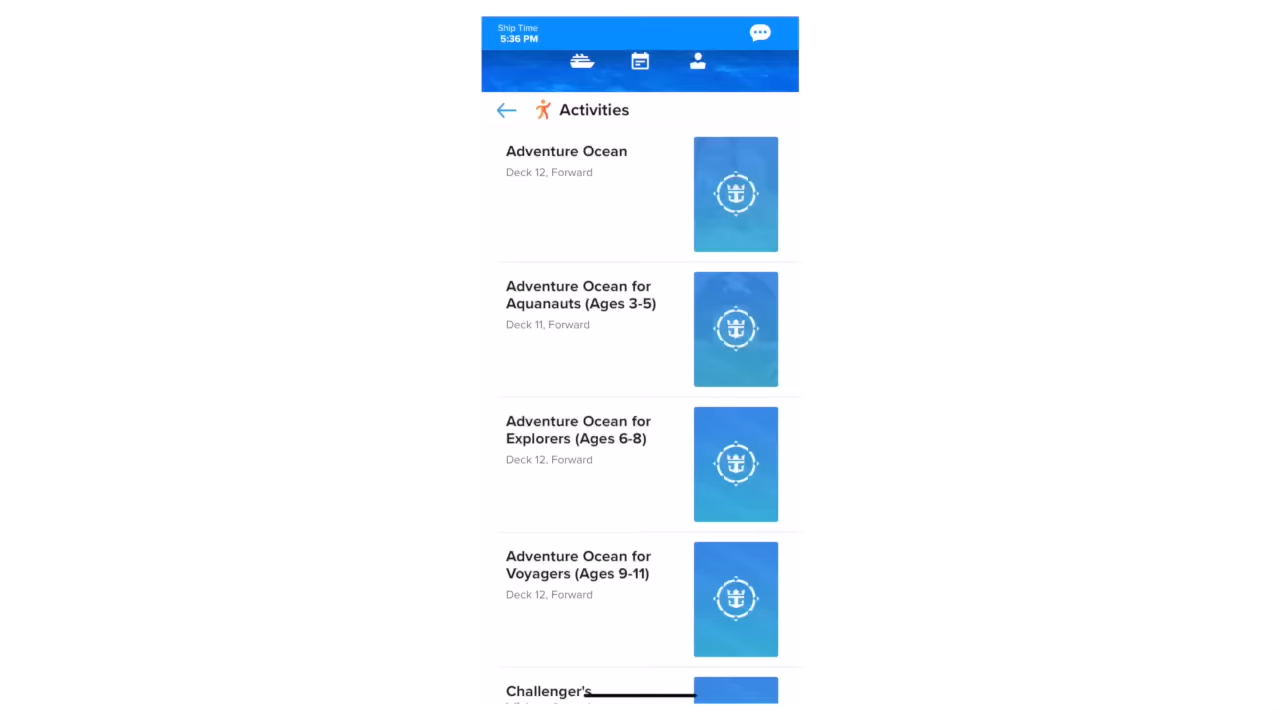 Ship Time
5:36 PM
Activities
Adventure Ocean
Deck 12, Forward
Adventure Ocean for
Aquanauts (Ages 3-5)
Deck 11, Forward
Adventure Ocean for
Explorers (Ages 6-8)
Deck 12, Forward
Adventure Ocean for
Voyagers (Ages 9-11)
Deck 12, Forward
Challenger's